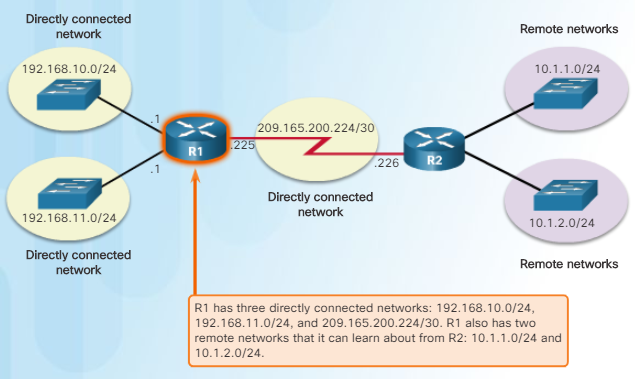 Directly connected
network
192.168.10.0/24
.1
R1
.1
192.168.11.0/24
Directly connected
network
.225
209.165.200.224/30
.226
Directly connected
network
R2
Remote networks
10.1.1.0/24
10.1.2.0/24
Remote networks
R1 has three directly connected networks: 192.168.10.0/24,
192.168.11.0/24, and 209.165.200.224/30. R1 also has two
remote networks that it can learn about from R2: 10.1.1.0/24 and
10.1.2.0/24.